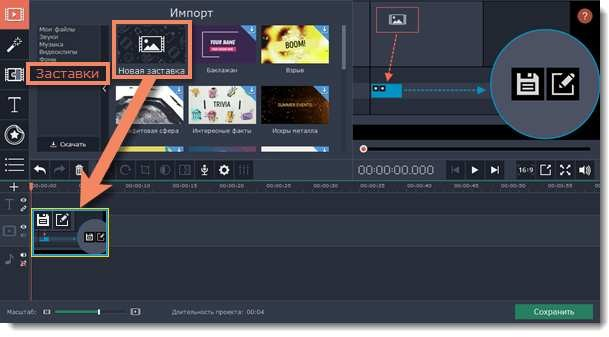 Импорт
Мои файлы
Звуки
Музыка
Видеоклипы
Фоны
Заставки
Скачать
Новая заставка
YOUR NAME
Баклажан
BOOM!
Взрыв
TRIVIA
Интересные факты
SUMMER EVENTS
Искры металла
?
00:00:00.000
16:9
00:00:00
00:00:05
00:00:10
00:00:15
00:00:20
00:00:25
00:00:30
00:00:35
00:00:40
00:00:45
00:00:50
00:00:55
Масштаб:
Длительность проекта: 00:04
Сохранить